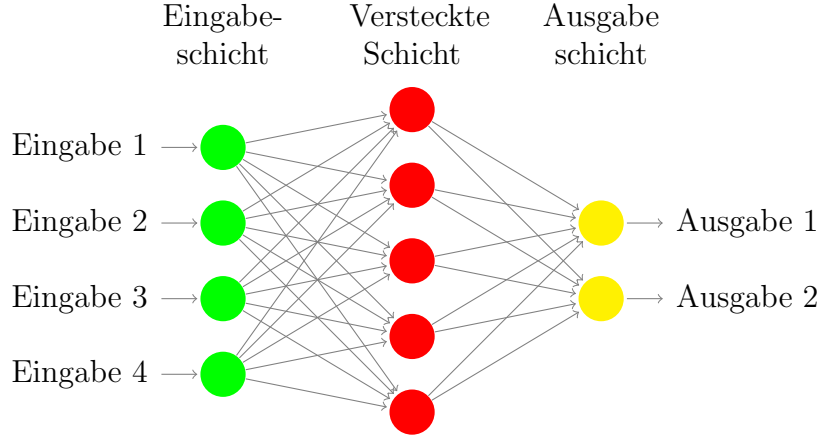 Eingabe-
schicht
Versteckte
Schicht
Ausgabe
schicht
Eingabe 1
Eingabe 2
Eingabe 3
Eingabe 4
Ausgabe 1
Ausgabe 2